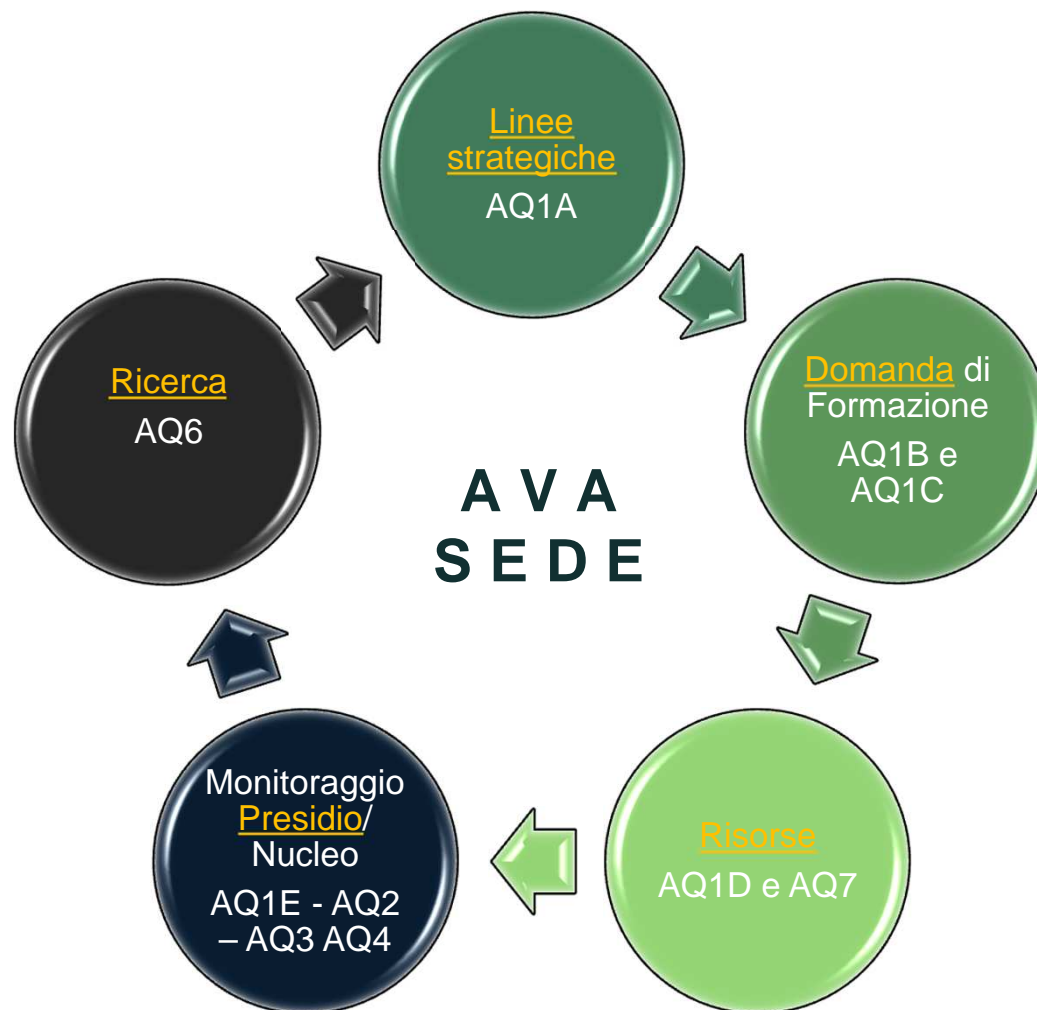 Linee
strategiche
AQ1A
Domanda di
Formazione
AQ1B e
AQ1C
Risorse
AQ1D e AQ7
Monitoraggio
Presidio/
Nucleo
AQ1E - AQ2
– AQ3 AQ4
Ricerca
AQ6
A V A
S E D E